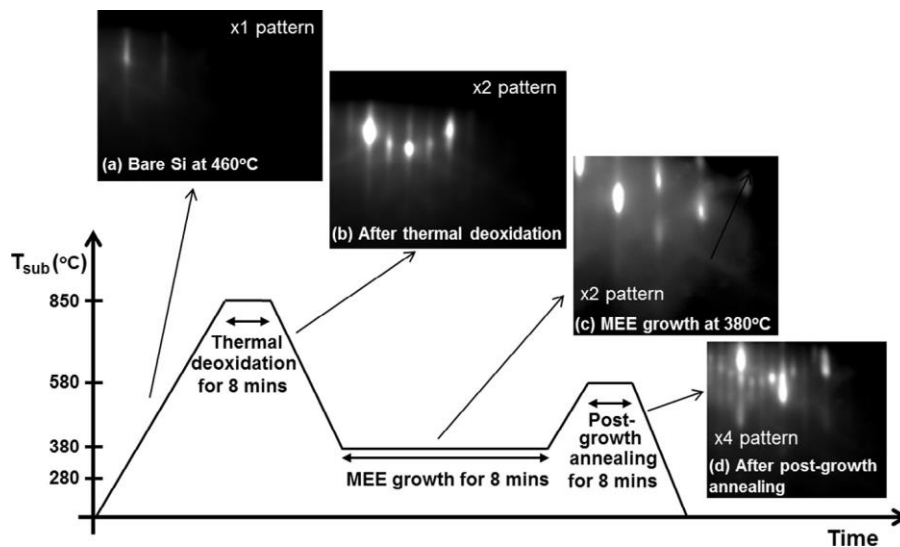 x1 pattern
(a) Bare Si at 460°C
x2 pattern
(b) After thermal deoxidation
x2 pattern
(c) MEE growth at 380°C
x4 pattern
(d) After post-growth
annealing
Tsub (°C)
850
580
380
280
Thermal
deoxidation
for 8 mins
MEE growth for 8 mins
Post-
growth
annealing
for 8 mins
Time